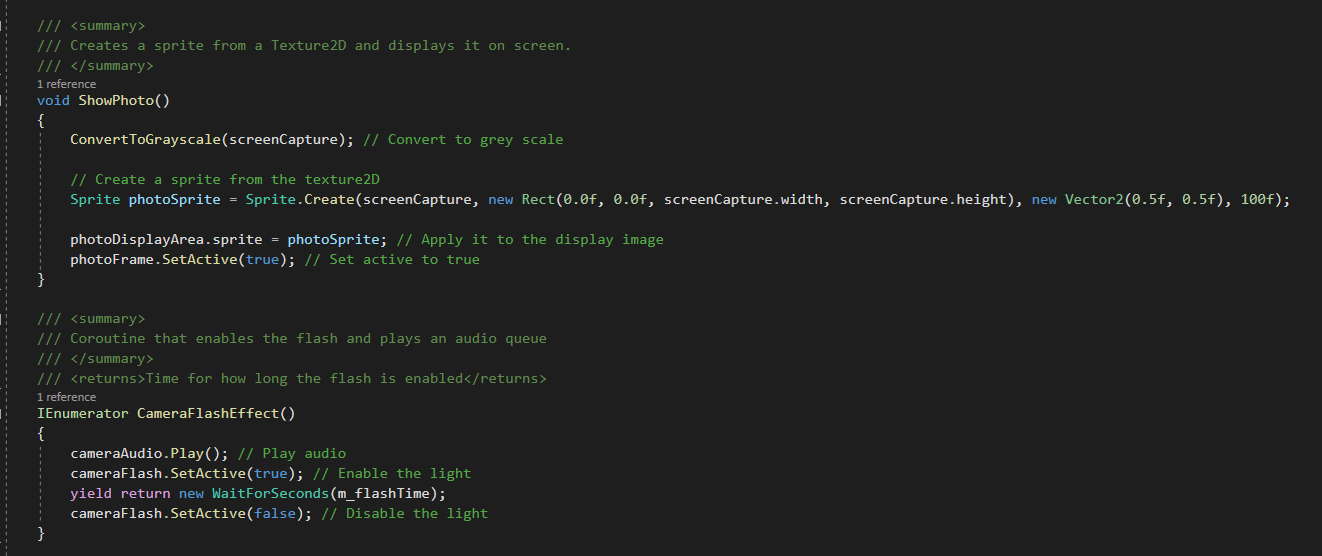 /// <summary>
/// Creates a sprite from a Texture2D and displays it on screen.
/// </summary>
1 reference
void ShowPhoto()
{
ConvertToGrayscale(screenCapture); // Convert to grey scale
// Create a sprite from the texture2D
Sprite photoSprite = Sprite.Create(screenCapture, new Rect(0.0f, 0.0f, screenCapture.width, screenCapture.height), new Vector2(0.5f, 0.5f), 100f);
photoDisplayArea.sprite = photoSprite; // Apply it to the display image
photoFrame.SetActive(true); // Set active to true
}
/// <summary>
/// Coroutine that enables the flash and plays an audio queue
/// </summary>
/// <returns>Time for how long the flash is enabled</returns>
1 reference
IEnumerator CameraFlashEffect()
{
cameraAudio.Play(); // Play audio
cameraFlash.SetActive(true); // Enable the light
yield return new WaitForSeconds(m_flashTime);
cameraFlash.SetActive(false); // Disable the light
}